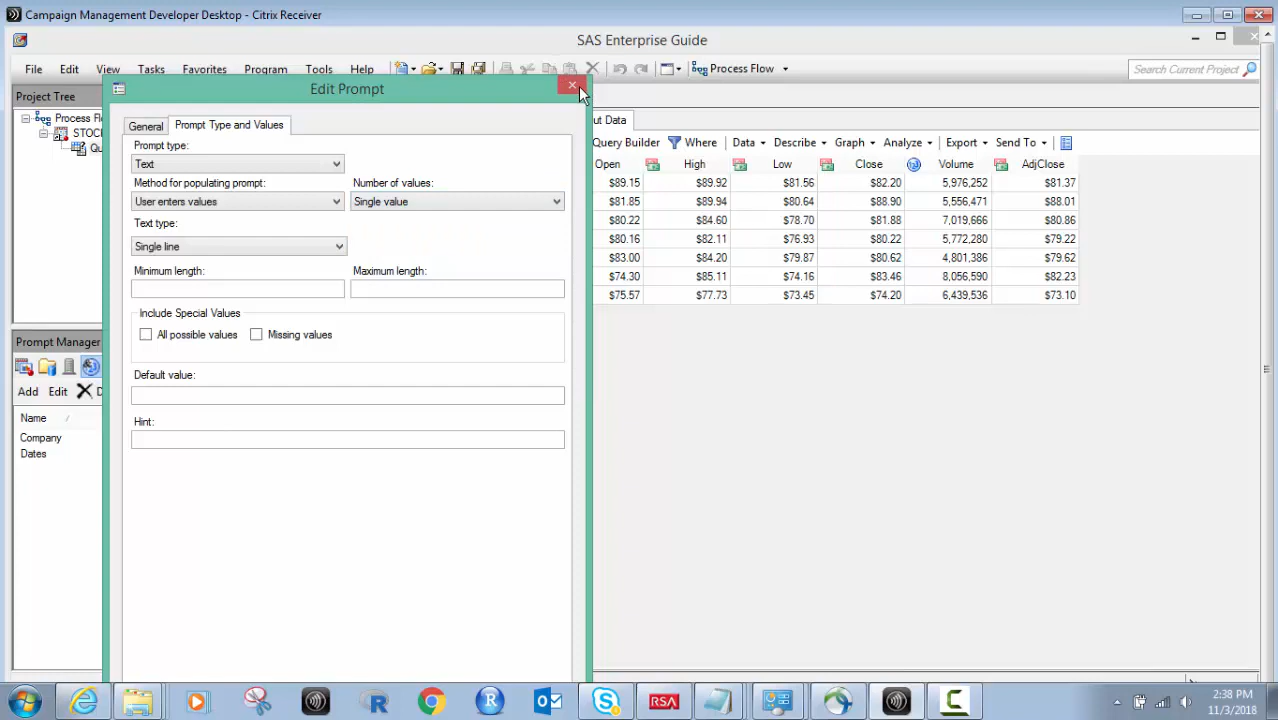 Campaign Management Developer Desktop - Citrix Receiver
SAS Enterprise Guide
File Edit View Tasks Favorites Program Tools Help
Process Flow
Search Current Project
Project Tree
Process Flo
STOC
Qu
Prompt Manager
Add Edit
Name
Company
Dates
Edit Prompt
General Prompt Type and Values
Prompt type:
Text
Method for populating prompt: Number of values:
User enters values Single value
Text type:
Single line
Minimum length: Maximum length:
Include Special Values
All possible values Missing values
Default value:
Hint:
ut Data
Query Builder Where Data Describe Graph Analyze Export Send To
Open High Low Close Volume AdjClose
$89.15 $89.92 $81.56 $82.20 5,976,252 $81.37
$81.85 $89.94 $80.64 $88.90 5,556,471 $88.01
$80.22 $84.60 $78.70 $81.88 7,019,666 $80.86
$80.16 $82.11 $76.93 $80.22 5,772,280 $79.22
$83.00 $84.20 $79.87 $80.62 4,801,386 $79.62
$74.30 $85.11 $74.16 $83.46 8,056,590 $82.23
$75.57 $77.73 $73.45 $74.20 6,439,536 $73.10
RSA
2:38 PM
11/3/2018